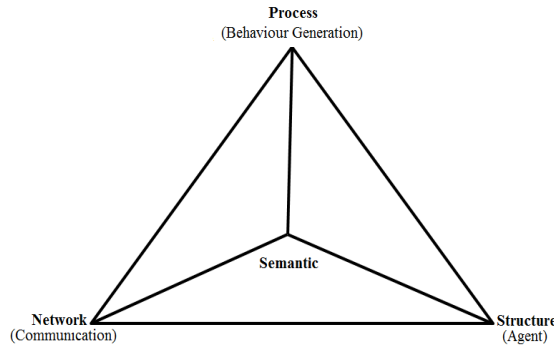 Process
(Behaviour Generation)
Semantic
Network
(Communication)
Structure
(Agent)